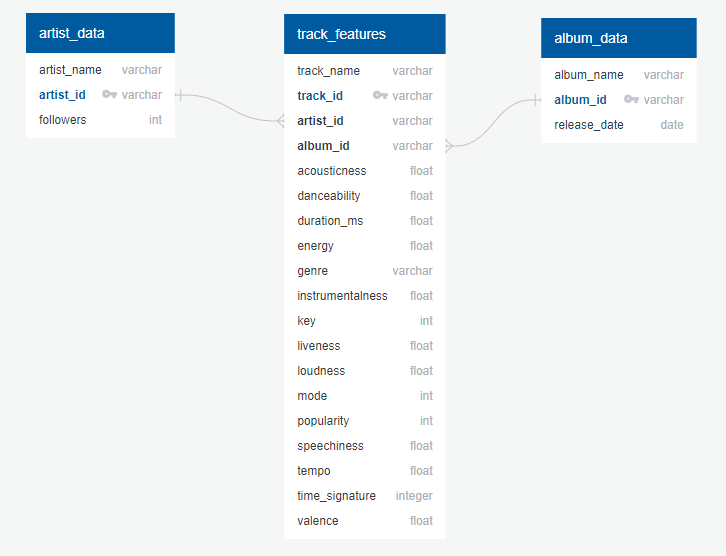 artist_data
artist_name varchar
artist_id varchar
followers int
track_features
track_name varchar
track_id varchar
artist_id varchar
album_id varchar
acousticness float
danceability float
duration_ms float
energy float
genre varchar
instrumentalness float
key int
liveness float
loudness float
mode int
popularity int
speechiness float
tempo float
time_signature integer
valence float
album_data
album_name varchar
album_id varchar
release_date date